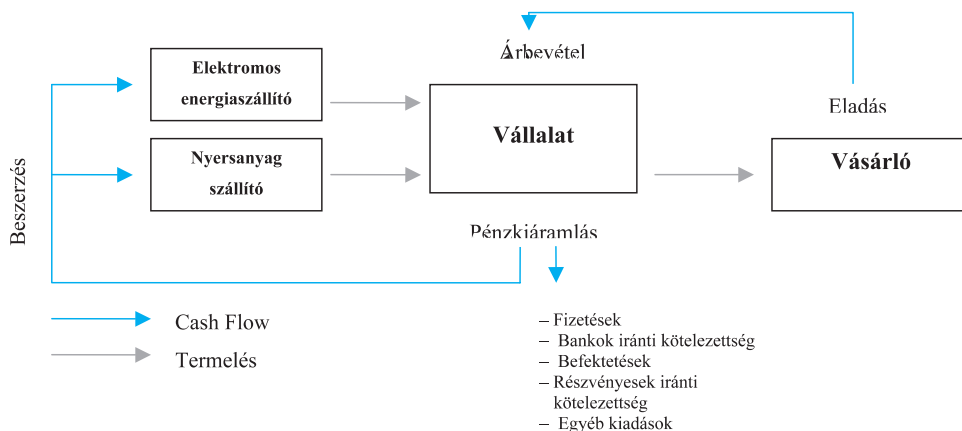 Árbevétel
Elektromos
energiaszállító
Vállalat
Eladás
Nyersanyag
szállító
Vásárló
Beszerzés
Pénzkiáramlás
Cash Flow
Termelés
– Fizetések
– Bankok iránti kötelezettség
– Befektetések
– Részvényesek iránti
kötelezettség
– Egyéb kiadások